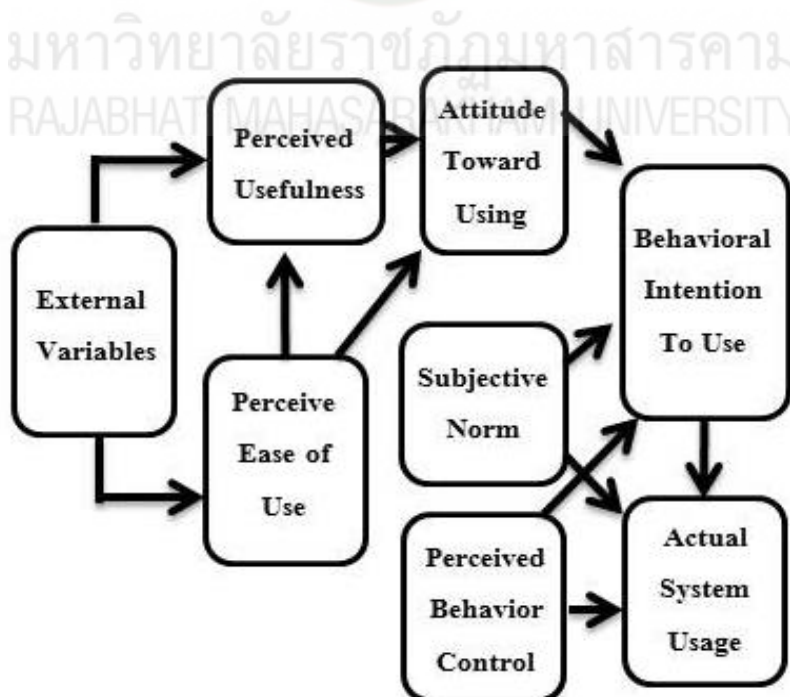 มหาวิทยาลัยราชภัฏมหาสารคาม
RAJABHAT MAHASARAKHAM UNIVERSITY
Perceived
Usefulness
Attitude
Toward
Using
External
Variables
Perceive
Ease of
Use
Subjective
Norm
Behavioral
Intention
To Use
Perceived
Behavior
Control
Actual
System
Usage